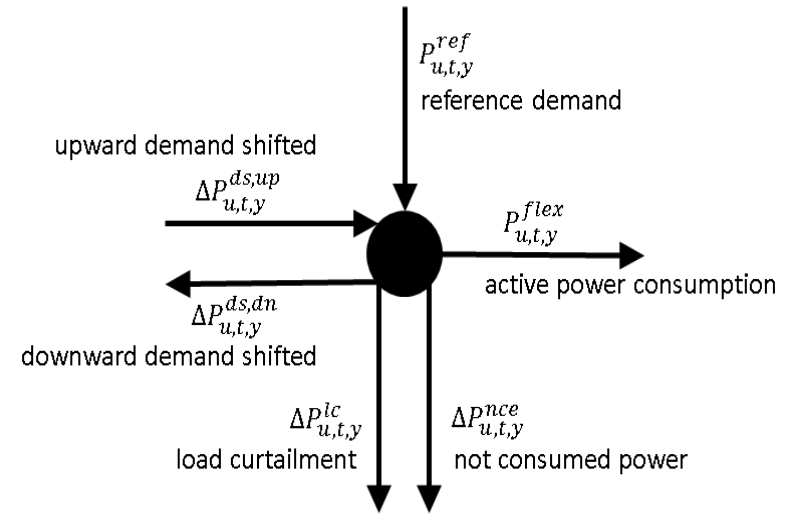 P^{ref}_{u,t,y}
reference demand
upward demand shifted
ΔP^{ds,up}_{u,t,y}
P^{flex}_{u,t,y}
active power consumption
ΔP^{ds,dn}_{u,t,y}
downward demand shifted
ΔP^{lc}_{u,t,y}
load curtailment
ΔP^{nce}_{u,t,y}
not consumed power